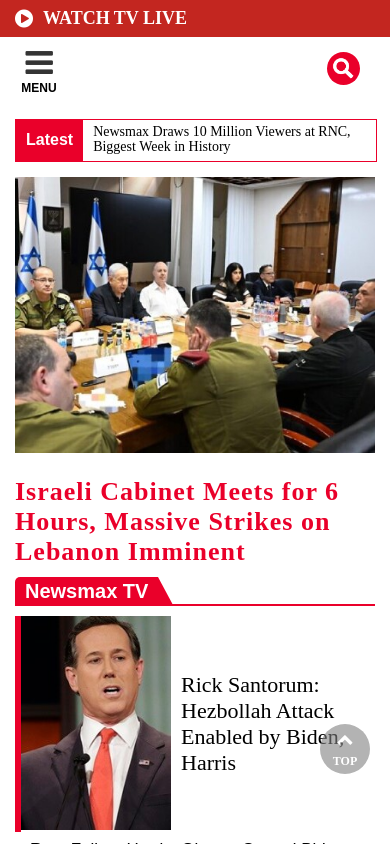 WATCH TV LIVE
MENU
Latest
Newsmax Draws 10 Million Viewers at RNC,
Biggest Week in History
Israeli Cabinet Meets for 6
Hours, Massive Strikes on
Lebanon Imminent
Newsmax TV
Rick Santorum:
Hezbollah Attack
Enabled by Biden,
Harris
TOP